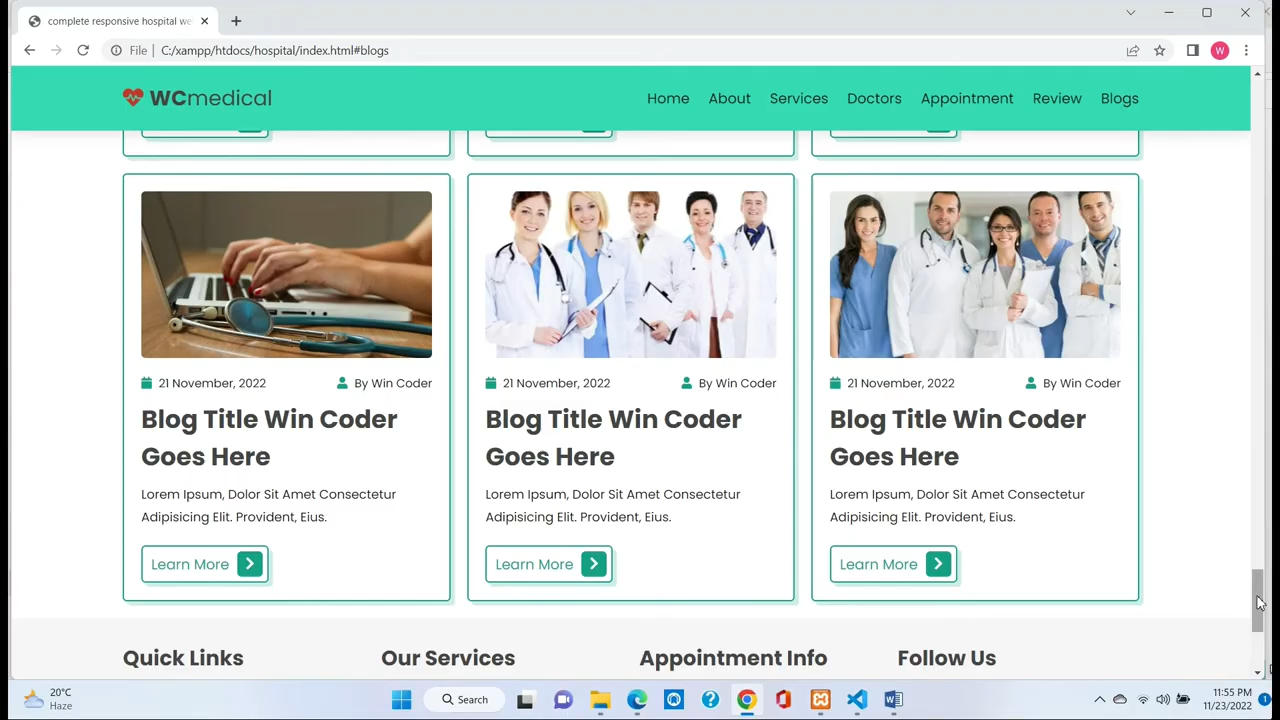 complete responsive hospital we
File
C:/xampp/htdocs/hospital/index.html#blogs
W
WCmedical
Home About Services Doctors Appointment Review Blogs
21 November, 2022 By Win Coder
Blog Title Win Coder
Goes Here
Lorem Ipsum, Dolor Sit Amet Consectetur
Adipisicing Elit. Provident, Eius.
Learn More
21 November, 2022 By Win Coder
Blog Title Win Coder
Goes Here
Lorem Ipsum, Dolor Sit Amet Consectetur
Adipisicing Elit. Provident, Eius.
Learn More
21 November, 2022 By Win Coder
Blog Title Win Coder
Goes Here
Lorem Ipsum, Dolor Sit Amet Consectetur
Adipisicing Elit. Provident, Eius.
Learn More
Quick Links
Our Services
Appointment Info
Follow Us
20°C
Haze
Search
11:55 PM
11/23/2022
1